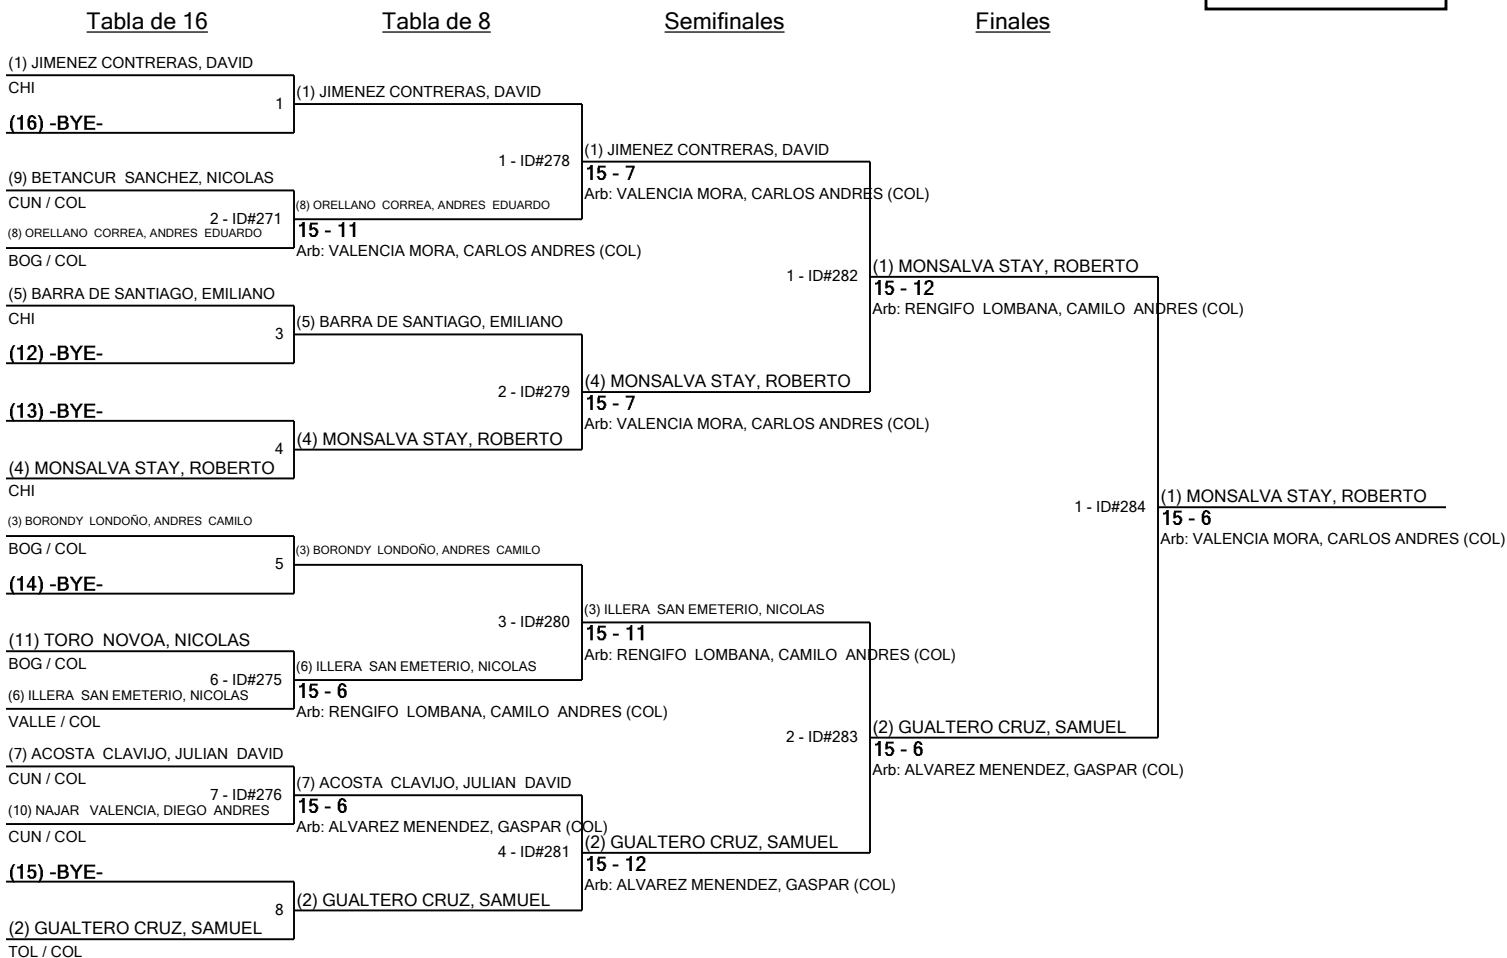 Tabla de 16
Tabla de 8
Semifinales
Finales
(1) JIMENEZ CONTRERAS, DAVID
CHI
1
(16) -BYE-
(9) BETANCUR SANCHEZ, NICOLAS
CUN / COL
2 - ID#271
(8) ORELLANO CORREA, ANDRES EDUARDO
BOG / COL
(5) BARRA DE SANTIAGO, EMILIANO
CHI
3
(12) -BYE-
(13) -BYE-
4
(4) MONSALVA STAY, ROBERTO
CHI
(3) BORONDY LONDOÑO, ANDRES CAMILO
BOG / COL
5
(14) -BYE-
(11) TORO NOVOA, NICOLAS
BOG / COL
6 - ID#275
(6) ILLERA SAN EMETERIO, NICOLAS
VALLE / COL
(7) ACOSTA CLAVIJO, JULIAN DAVID
CUN / COL
7 - ID#276
(10) NAJAR VALENCIA, DIEGO ANDRES
CUN / COL
(15) -BYE-
8
(2) GUALTERO CRUZ, SAMUEL
TOL / COL
(1) JIMENEZ CONTRERAS, DAVID
1 - ID#278
(8) ORELLANO CORREA, ANDRES EDUARDO
15 - 11
Arb: VALENCIA MORA, CARLOS ANDRES (COL)
(5) BARRA DE SANTIAGO, EMILIANO
2 - ID#279
(4) MONSALVA STAY, ROBERTO
(3) BORONDY LONDOÑO, ANDRES CAMILO
3 - ID#280
(6) ILLERA SAN EMETERIO, NICOLAS
15 - 6
Arb: RENGIFO LOMBANA, CAMILO ANDRES (COL)
(7) ACOSTA CLAVIJO, JULIAN DAVID
15 - 6
Arb: ALVAREZ MENENDEZ, GASPAR (COL)
4 - ID#281
(2) GUALTERO CRUZ, SAMUEL
(1) JIMENEZ CONTRERAS, DAVID
15 - 7
Arb: VALENCIA MORA, CARLOS ANDRES (COL)
1 - ID#282
(4) MONSALVA STAY, ROBERTO
15 - 7
Arb: VALENCIA MORA, CARLOS ANDRES (COL)
(3) ILLERA SAN EMETERIO, NICOLAS
15 - 11
Arb: RENGIFO LOMBANA, CAMILO ANDRES (COL)
2 - ID#283
(2) GUALTERO CRUZ, SAMUEL
15 - 12
Arb: ALVAREZ MENENDEZ, GASPAR (COL)
(1) MONSALVA STAY, ROBERTO
15 - 12
Arb: RENGIFO LOMBANA, CAMILO ANDRES (COL)
1 - ID#284
(2) GUALTERO CRUZ, SAMUEL
15 - 6
Arb: ALVAREZ MENENDEZ, GASPAR (COL)
(1) MONSALVA STAY, ROBERTO
15 - 6
Arb: VALENCIA MORA, CARLOS ANDRES (COL)